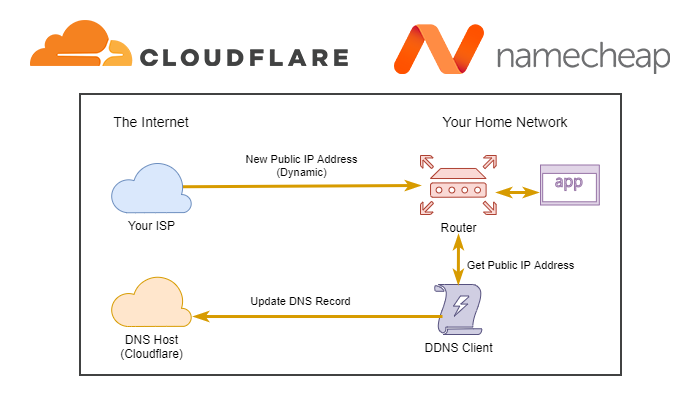 CLOUDFLARE
namecheap
The Internet
Your Home Network
New Public IP Address
(Dynamic)
app
Your ISP
Router
Get Public IP Address
Update DNS Record
DNS Host
(Cloudflare)
DDNS Client